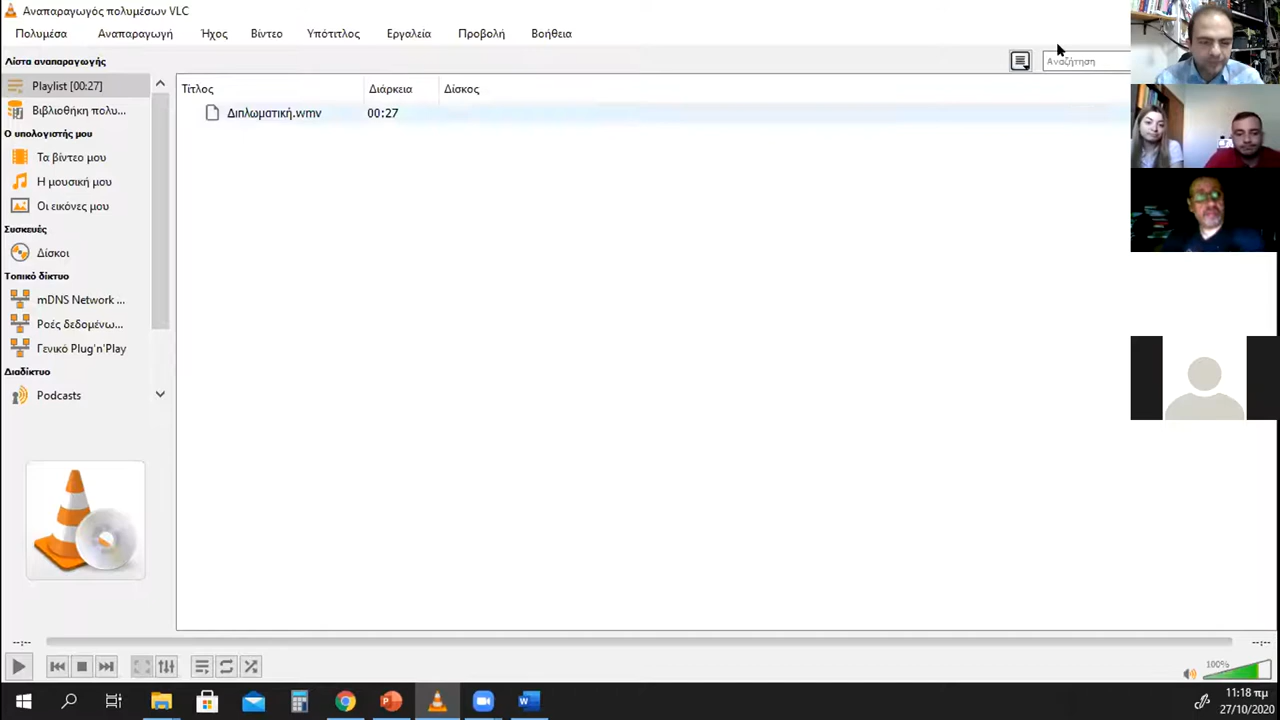 Αναπαραγωγός πολυμέσων VLC
Πολυμέσα Αναπαραγωγή Ήχος Βίντεο Υπότιτλος Εργαλεία Προβολή Βοήθεια
Λίστα αναπαραγωγής
Αναζήτηση
Playlist [00:27]
Βιβλιοθήκη πολυ...
Ο υπολογιστής μου
Τα βίντεο μου
Η μουσική μου
Οι εικόνες μου
Συσκευές
Δίσκοι
Τοπικό δίκτυο
mDNS Network ...
Ροές δεδομένω...
Γενικό Plug'n'Play
Διαδίκτυο
Podcasts
Τίτλος Διάρκεια Δίσκος
Διπλωματική.wmv 00:27
--:-- --:--
100%
11:18 πμ
27/10/2020